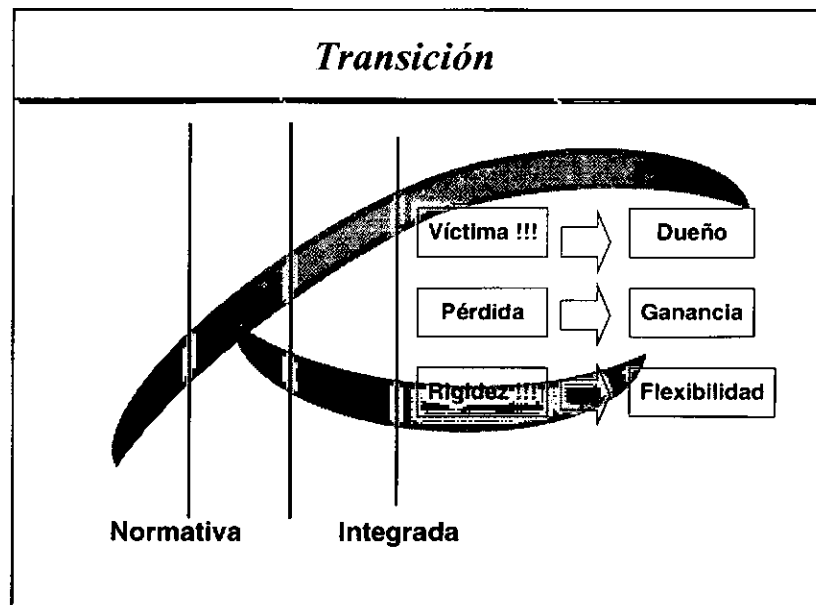 Transición
Víctima !!! Dueño
Pérdida Ganancia
Rigidez !!! Flexibilidad
Normativa Integrada